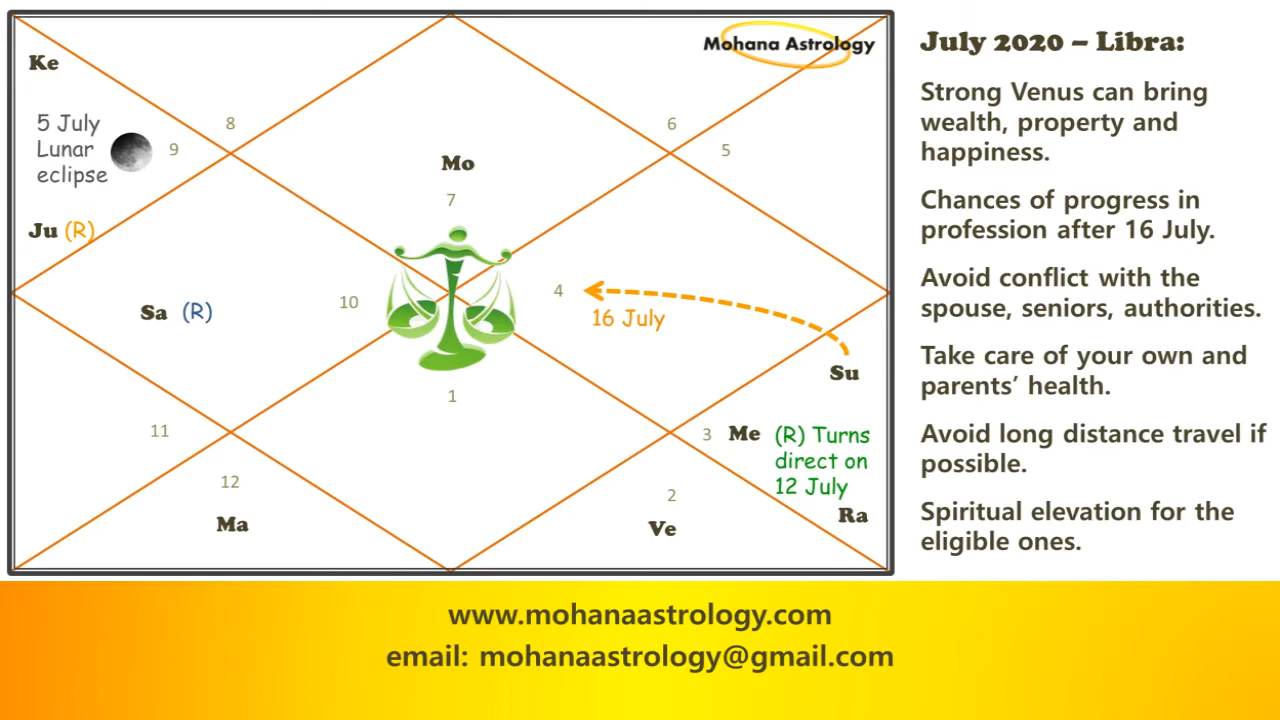 Ke
Mohana Astrology
8
6
5 July
Lunar
eclipse
9
5
Mo
7
Ju (R)
Sa (R)
10
4
16 July
Su
1
11
3 Me (R) Turns
direct on
12 July
12
2
Ma
Ve
Ra
July 2020 – Libra:
Strong Venus can bring
wealth, property and
happiness.
Chances of progress in
profession after 16 July.
Avoid conflict with the
spouse, seniors, authorities.
Take care of your own and
parents’ health.
Avoid long distance travel if
possible.
Spiritual elevation for the
eligible ones.
www.mohanaastrology.com
email: mohanaastrology@gmail.com